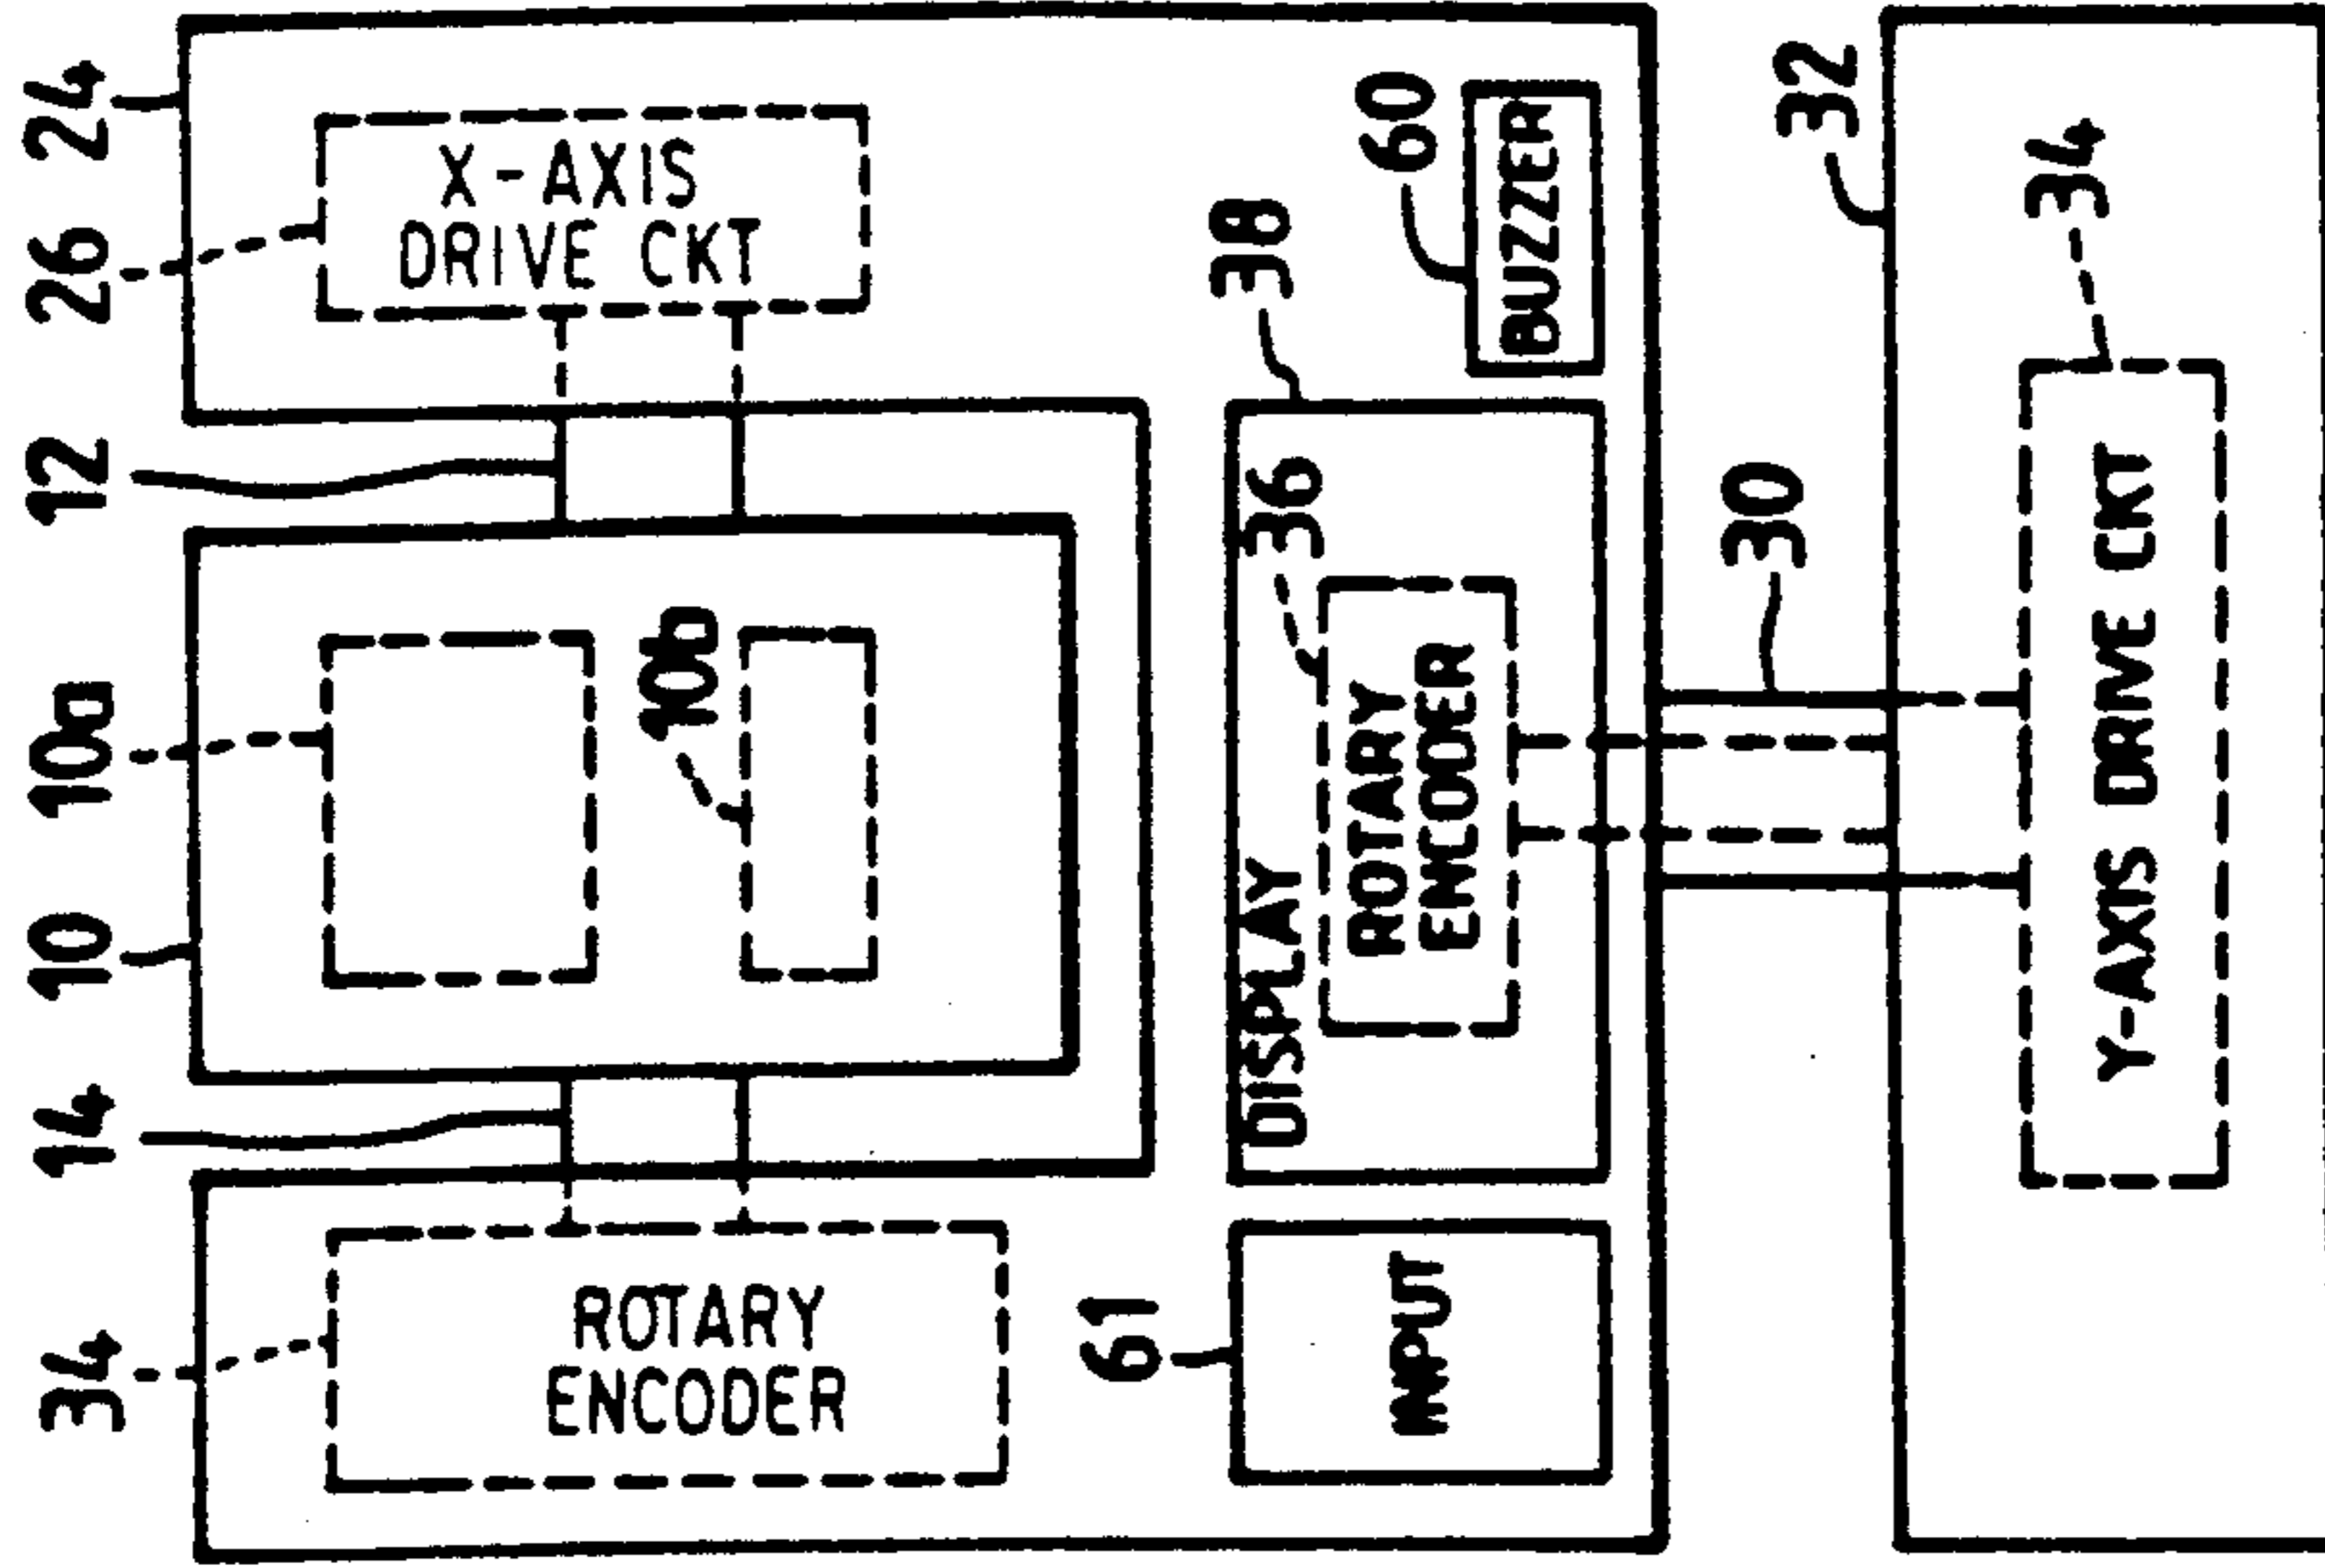 24
26
X-AXIS
DRIVE CKT
12
10a
10b
10
14
34
ROTARY
ENCODER
60
BUZZER
38
36
DISPLAY
ROTARY
ENCODER
61
INPUT
30
32
34
Y-AXIS DRIVE CKT